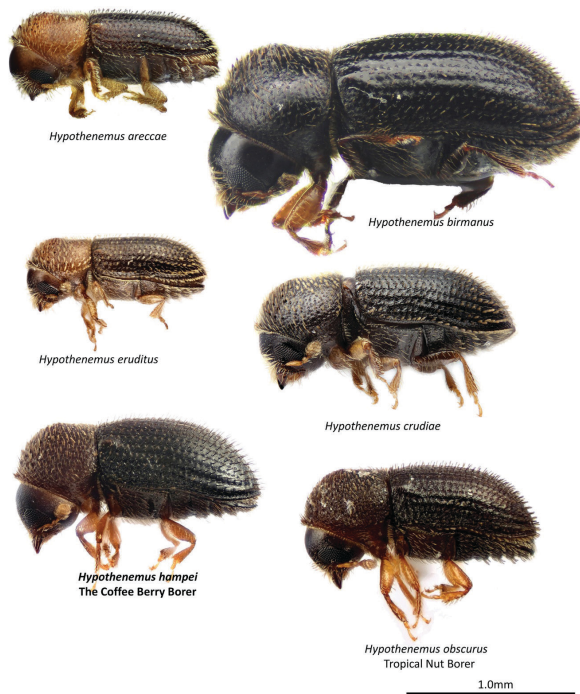 Hypothenemus areccae
Hypothenemus birmanus
Hypothenemus eruditus
Hypothenemus crudiae
Hypothenemus hampei
The Coffee Berry Borer
Hypothenemus obscurus
Tropical Nut Borer
1.0mm